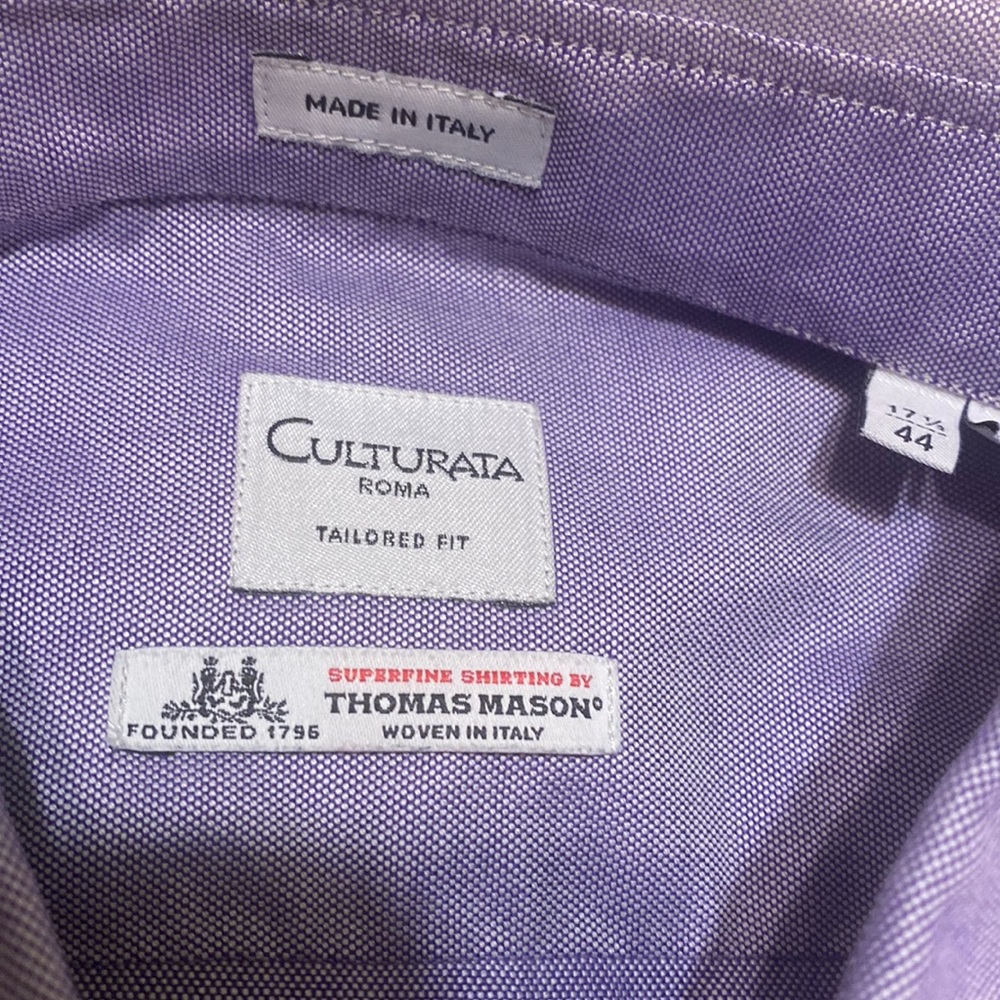 MADE IN ITALY
17 ½
44
CULTURATA
ROMA
TAILORED FIT
SUPERFINE SHIRTING BY
THOMAS MASON
FOUNDED 1796
WOVEN IN ITALY